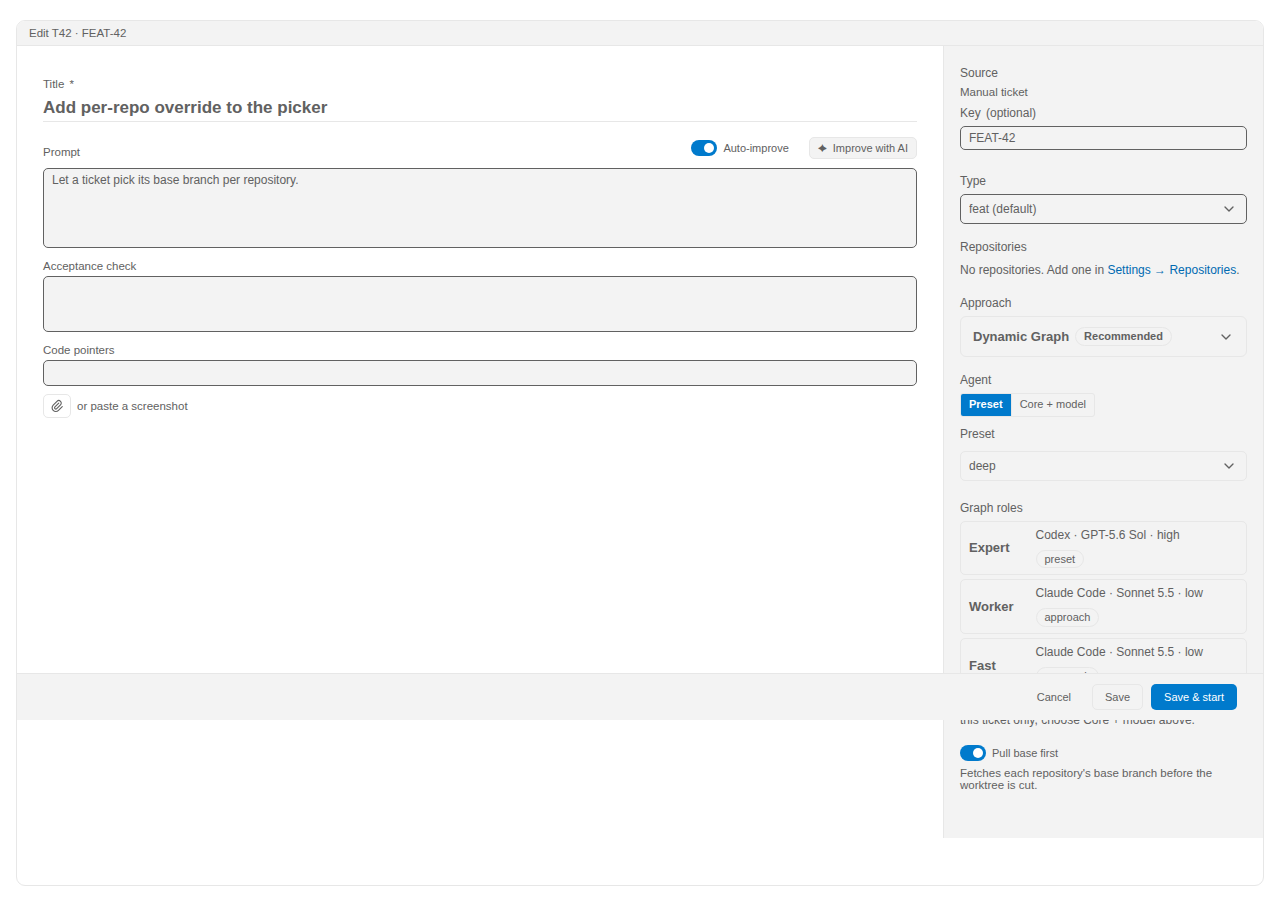 Edit T42 · FEAT-42
Title *
Add per-repo override to the picker
Prompt
Auto-improve
Improve with AI
Let a ticket pick its base branch per repository.
Acceptance check
Code pointers
or paste a screenshot
Source
Manual ticket
Key (optional)
FEAT-42
Type
feat (default)
Repositories
No repositories. Add one in Settings → Repositories.
Approach
Dynamic Graph Recommended
Agent
Preset Core + model
Preset
deep
Graph roles
Expert
Codex · GPT-5.6 Sol · high
preset
Worker
Claude Code · Sonnet 5.5 · low
approach
Fast
Claude Code · Sonnet 5.5 · low
Cancel
Save
Save & start
this ticket only, choose Core + model above.
Pull base first
Fetches each repository's base branch before the
worktree is cut.